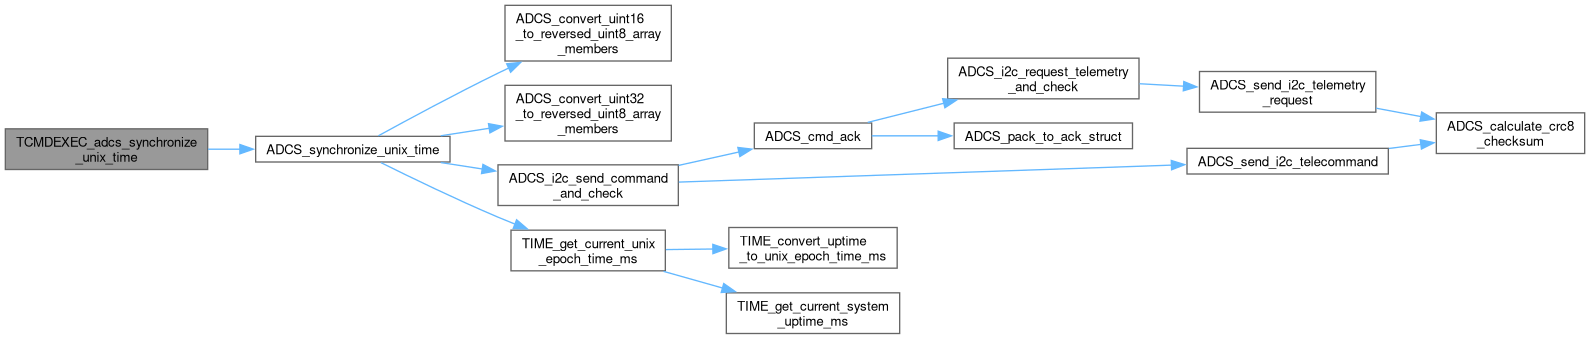 TCMDEXEC_adcs_synchronize
_unix_time
ADCS_synchronize_unix_time
ADCS_convert_uint16
_to_reversed_uint8_array
_members
ADCS_convert_uint32
_to_reversed_uint8_array
_members
ADCS_i2c_send_command
_and_check
TIME_get_current_unix
_epoch_time_ms
ADCS_cmd_ack
TIME_convert_uptime
_to_unix_epoch_time_ms
TIME_get_current_system
_uptime_ms
ADCS_i2c_request_telemetry
_and_check
ADCS_pack_to_ack_struct
ADCS_send_i2c_telemetry
_request
ADCS_send_i2c_telecommand
ADCS_calculate_crc8
_checksum